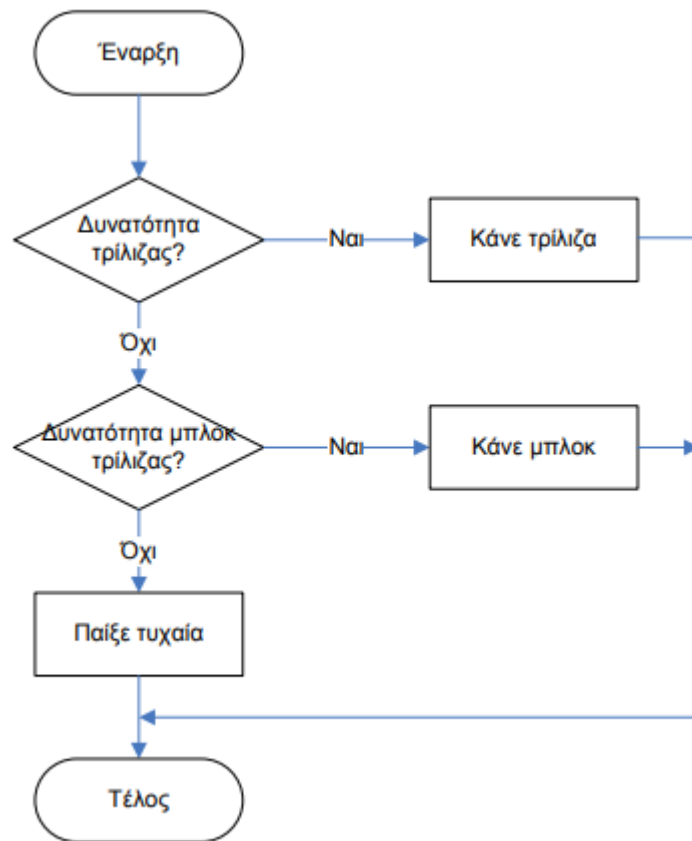 Έναρξη
Δυνατότητα
τρίλιζας?
Ναι
Κάνε τρίλιζα
Όχι
Δυνατότητα μπλοκ
τρίλιζας?
Ναι
Κάνε μπλοκ
Όχι
Παίξε τυχαία
Τέλος